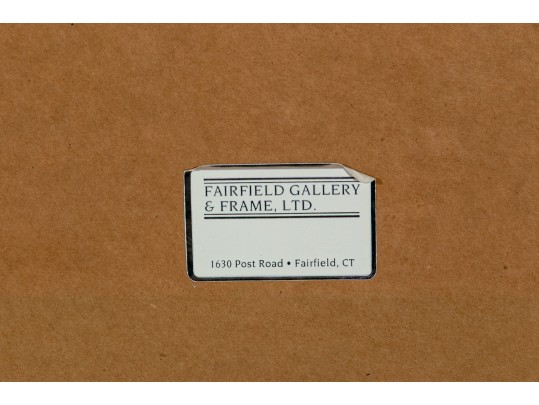 FAIRFIELD GALLERY
& FRAME, LTD.
1630 Post Road • Fairfield, CT